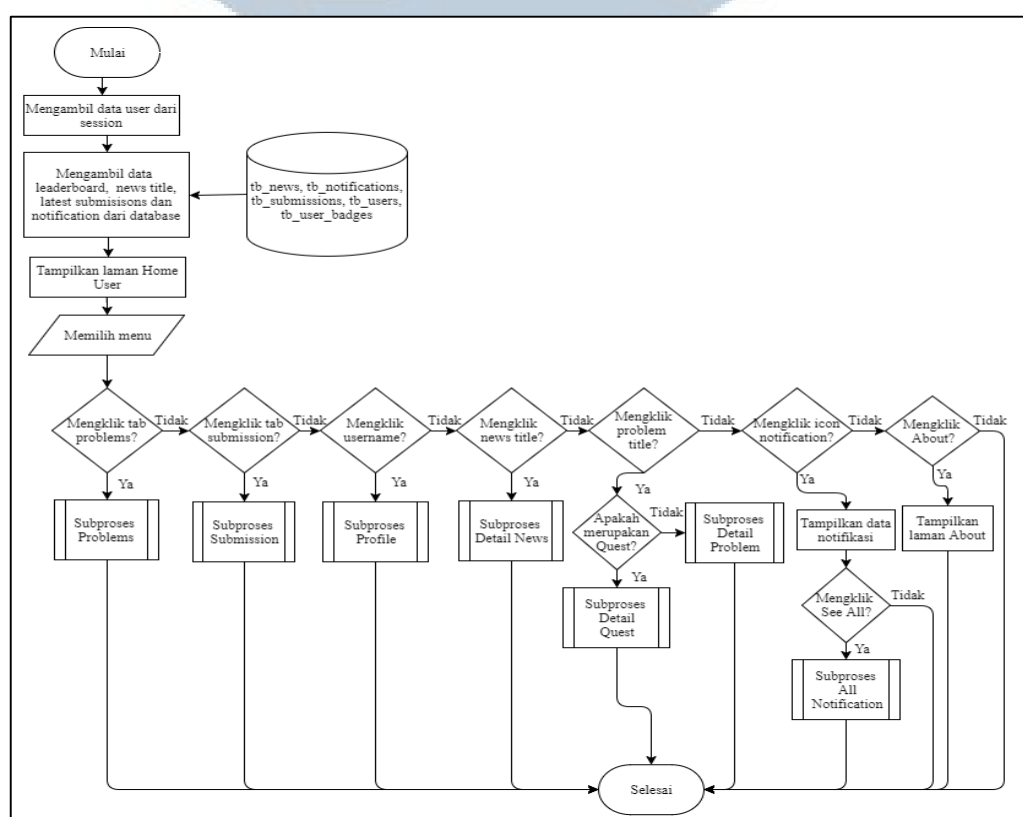 Mulai
Mengambil data user dari
session
Mengambil data
leaderboard, news title,
latest submisisons dan
notification dari database
tb_news, tb_notifications,
tb_submissions, tb_users,
tb_user_badges
Tampilkan laman Home
User
Memilih menu
Mengklik tab
problems?
Tidak
Mengklik tab
submission?
Tidak
Mengklik
username?
Tidak
Mengklik
news title?
Tidak
Mengklik
problem
title?
Tidak
Mengklik icon
notification?
Tidak
Mengklik
About?
Tidak
Ya
Ya
Ya
Ya
Ya
Ya
Ya
Subproses
Problems
Subproses
Submission
Subproses
Profile
Subproses
Detail News
Apakah
merupakan
Quest?
Tidak
Subproses
Detail
Problem
Tampilkan data
notifikasi
Tampilkan
laman About
Ya
Subproses
Detail
Quest
Mengklik
See All?
Tidak
Ya
Subproses
All
Notification
Selesai